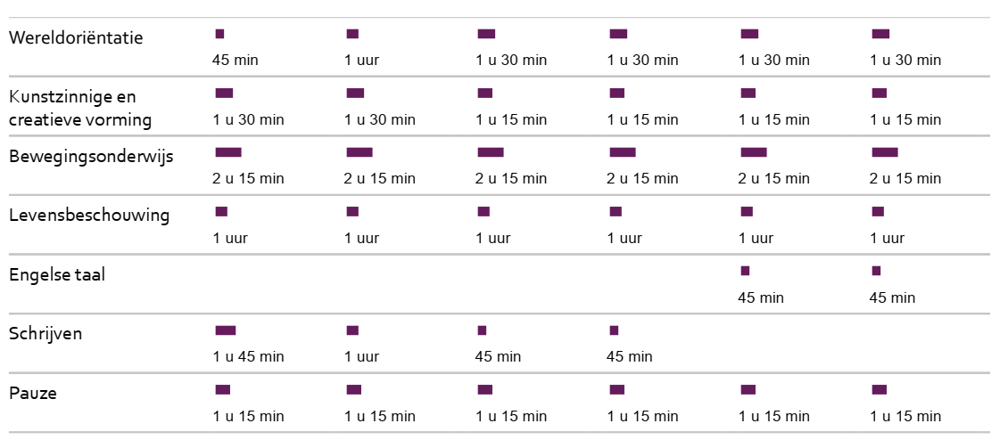 Wereldoriëntatie
45 min 1 uur 1 u 30 min 1 u 30 min 1 u 30 min 1 u 30 min
Kunstzinnige en
creatieve vorming
1 u 30 min 1 u 30 min 1 u 15 min 1 u 15 min 1 u 15 min 1 u 15 min
Bewegingsonderwijs
2 u 15 min 2 u 15 min 2 u 15 min 2 u 15 min 2 u 15 min 2 u 15 min
Levensbeschouwing
1 uur 1 uur 1 uur 1 uur 1 uur 1 uur
Engelse taal
45 min 45 min
Schrijven
1 u 45 min 1 uur 45 min 45 min
Pauze
1 u 15 min 1 u 15 min 1 u 15 min 1 u 15 min 1 u 15 min 1 u 15 min